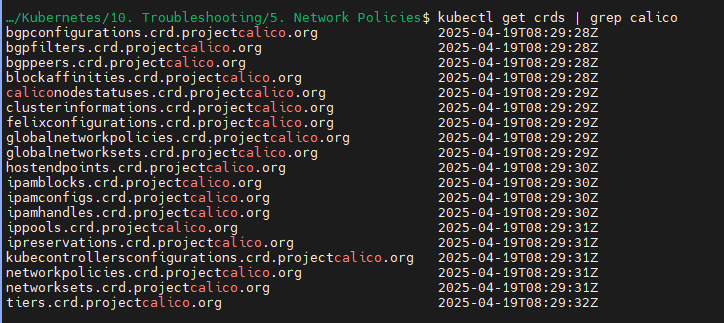 …/Kubernetes/10. Troubleshooting/5. Network Policies$ kubectl get crds | grep calico
bgpconfigurations.crd.projectcalico.org 2025-04-19T08:29:28Z
bgpfilters.crd.projectcalico.org 2025-04-19T08:29:28Z
bgppeers.crd.projectcalico.org 2025-04-19T08:29:28Z
blockaffinities.crd.projectcalico.org 2025-04-19T08:29:28Z
caliconodestatuses.crd.projectcalico.org 2025-04-19T08:29:29Z
clusterinformations.crd.projectcalico.org 2025-04-19T08:29:29Z
felixconfigurations.crd.projectcalico.org 2025-04-19T08:29:29Z
globalnetworkpolicies.crd.projectcalico.org 2025-04-19T08:29:29Z
globalnetworksets.crd.projectcalico.org 2025-04-19T08:29:29Z
hostendpoints.crd.projectcalico.org 2025-04-19T08:29:30Z
ipamblocks.crd.projectcalico.org 2025-04-19T08:29:30Z
ipamconfigs.crd.projectcalico.org 2025-04-19T08:29:30Z
ipamhandles.crd.projectcalico.org 2025-04-19T08:29:30Z
ippools.crd.projectcalico.org 2025-04-19T08:29:31Z
ipreservations.crd.projectcalico.org 2025-04-19T08:29:31Z
kubecontrollersconfigurations.crd.projectcalico.org 2025-04-19T08:29:31Z
networkpolicies.crd.projectcalico.org 2025-04-19T08:29:31Z
networksets.crd.projectcalico.org 2025-04-19T08:29:31Z
tiers.crd.projectcalico.org 2025-04-19T08:29:32Z